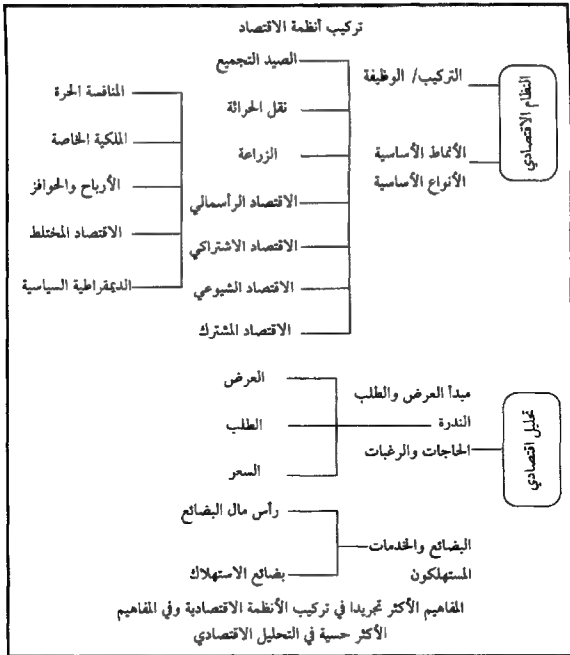 تركيب أنظمة الاقتصاد
النظام الاقتصادي
التركيب/ الوظيفة
الأنماط الأساسية
الأنواع الأساسية
الصيد التجميع
نقل الحراثة
الزراعة
الاقتصاد الرأسمالي
الاقتصاد الاشتراكي
الاقتصاد الشيوعي
الاقتصاد المشترك
المنافسة الحرة
الملكية الخاصة
الأرباح والحوافز
الاقتصاد المختلط
الديمقراطية السياسية
تحليل اقتصادي
مبدأ العرض والطلب
الندرة
الحاجات والرغبات
العرض
الطلب
السعر
البضائع والخدمات
المستهلكون
رأس مال البضائع
بضائع الاستهلاك
المفاهيم الأكثر تجريدا في تركيب الأنظمة الاقتصادية وفي المفاهيم
الأكثر حسية في التحليل الاقتصادي